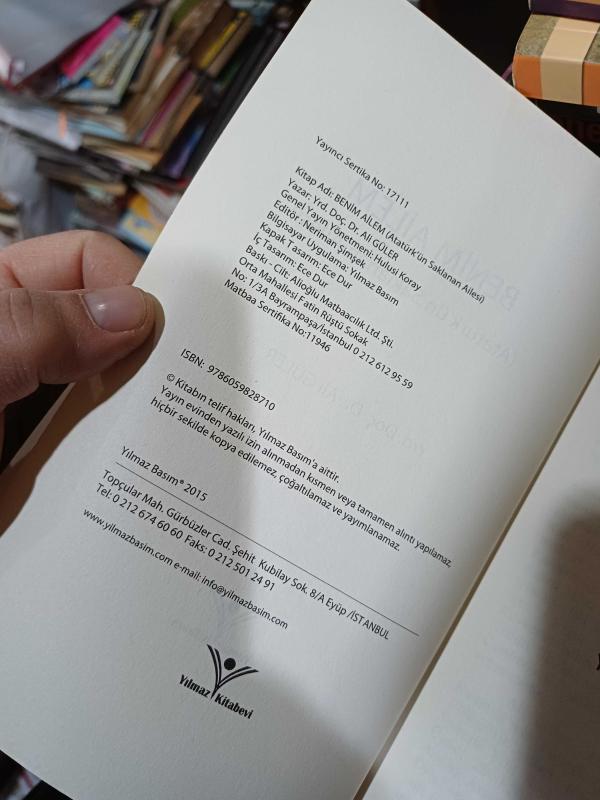 Yayıncı Sertika No: 17111
Kitap Adı: BENİM AİLEM (Atatürk'ün Saklanan Ailesi)
Yazar: Yrd. Doç. Dr. Ali GÜLER
Genel Yayın Yönetmeni: Hulusi Koray
Editör : Neriman Şimşek
Bilgisayar Uygulama: Yılmaz Basım
Kapak Tasarım: Ece Dur
İç Tasarım: Ece Dur
Baskı - Cilt: Alioğlu Matbaacılık Ltd. Şti.
Orta Mahallesi Fatin Rüştü Sokak
No: 1/3A Bayrampaşa/İstanbul 0 212 612 95 59
Matbaa Sertifika No:11946
ISBN: 9786059828710
© Kitabın telif hakları, Yılmaz Basım'a aittir.
Yayın evinden yazılı izin alınmadan kısmen veya tamamen alıntı yapılamaz,
hiçbir sekilde kopya edilemez, çoğaltılamaz ve yayımlanamaz.
Yılmaz Basım® 2015
Topçular Mah. Gürbüzler Cad. Şehit Kubilay Sok. 8/A Eyüp /İSTANBUL
Tel: 0 212 674 60 60 Faks: 0 212 501 24 91
www.yilmazbasim.com e-mail: info@yilmazbasim.com
Yılmaz Kitabevi